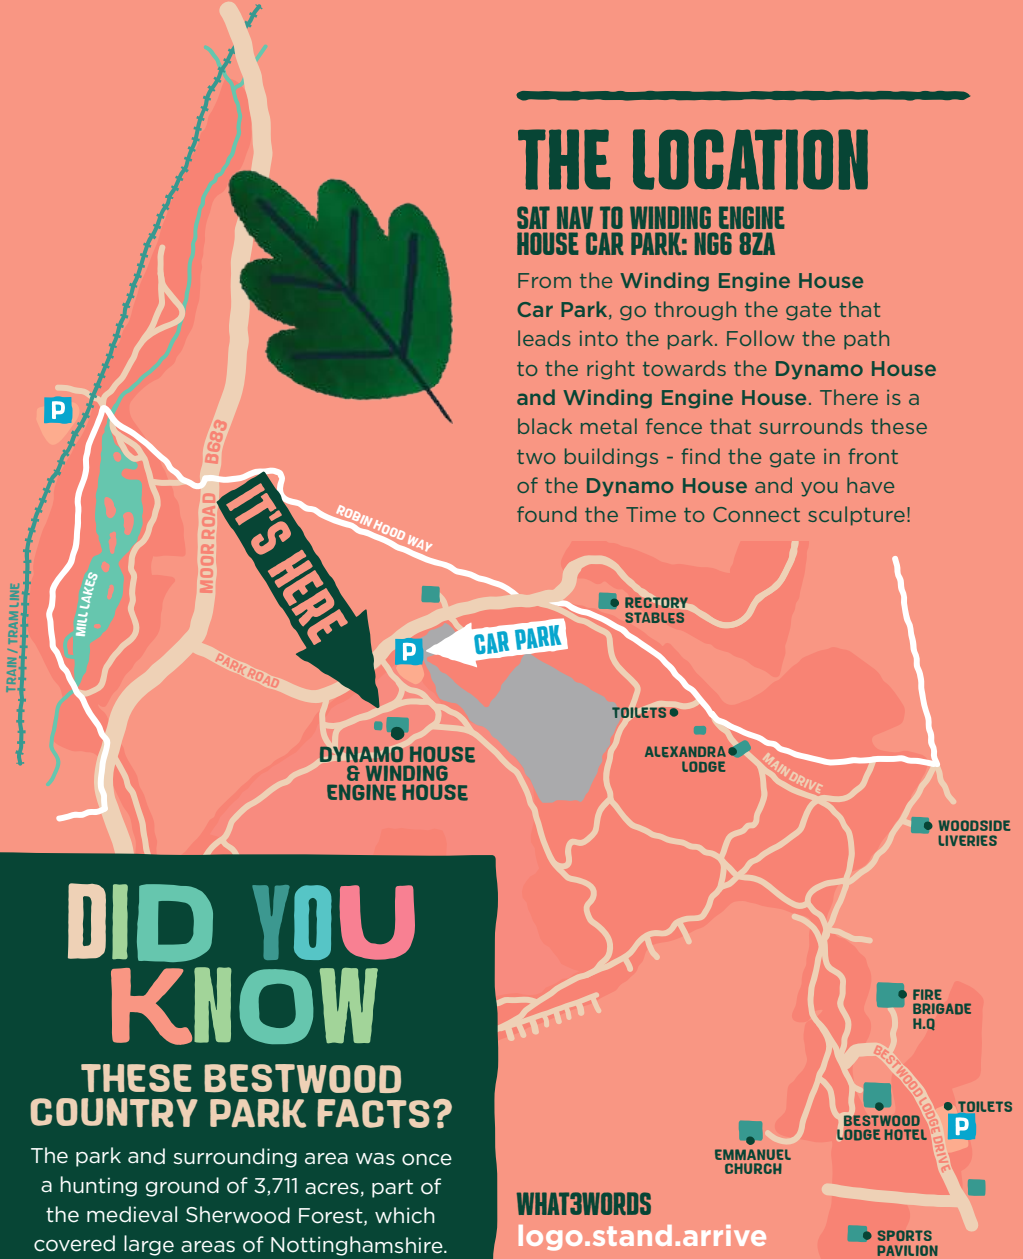 THE LOCATION
SAT NAV TO WINDING ENGINE
HOUSE CAR PARK: NG6 8ZA
From the Winding Engine House
Car Park, go through the gate that
leads into the park. Follow the path
to the right towards the Dynamo House
and Winding Engine House. There is a
black metal fence that surrounds these
two buildings - find the gate in front
of the Dynamo House and you have
found the Time to Connect sculpture!
P
MOOR ROAD B683
IT'S HERE
ROBIN HOOD WAY
MILL LAKES
TRAIN / TRAM LINE
PARK ROAD
P
CAR PARK
RECTORY
STABLES
TOILETS
ALEXANDRA
LODGE
MAIN DRIVE
DYNAMO HOUSE
& WINDING
ENGINE HOUSE
WOODSIDE
LIVERIES
FIRE
BRIGADE
H.Q
BESTWOOD LODGE DRIVE
BESTWOOD
LODGE HOTEL
TOILETS
P
EMMANUEL
CHURCH
SPORTS
PAVILION
DID YOU
KNOW
THESE BESTWOOD
COUNTRY PARK FACTS?
The park and surrounding area was once
a hunting ground of 3,711 acres, part of
the medieval Sherwood Forest, which
covered large areas of Nottinghamshire.
WHAT3WORDS
logo.stand.arrive